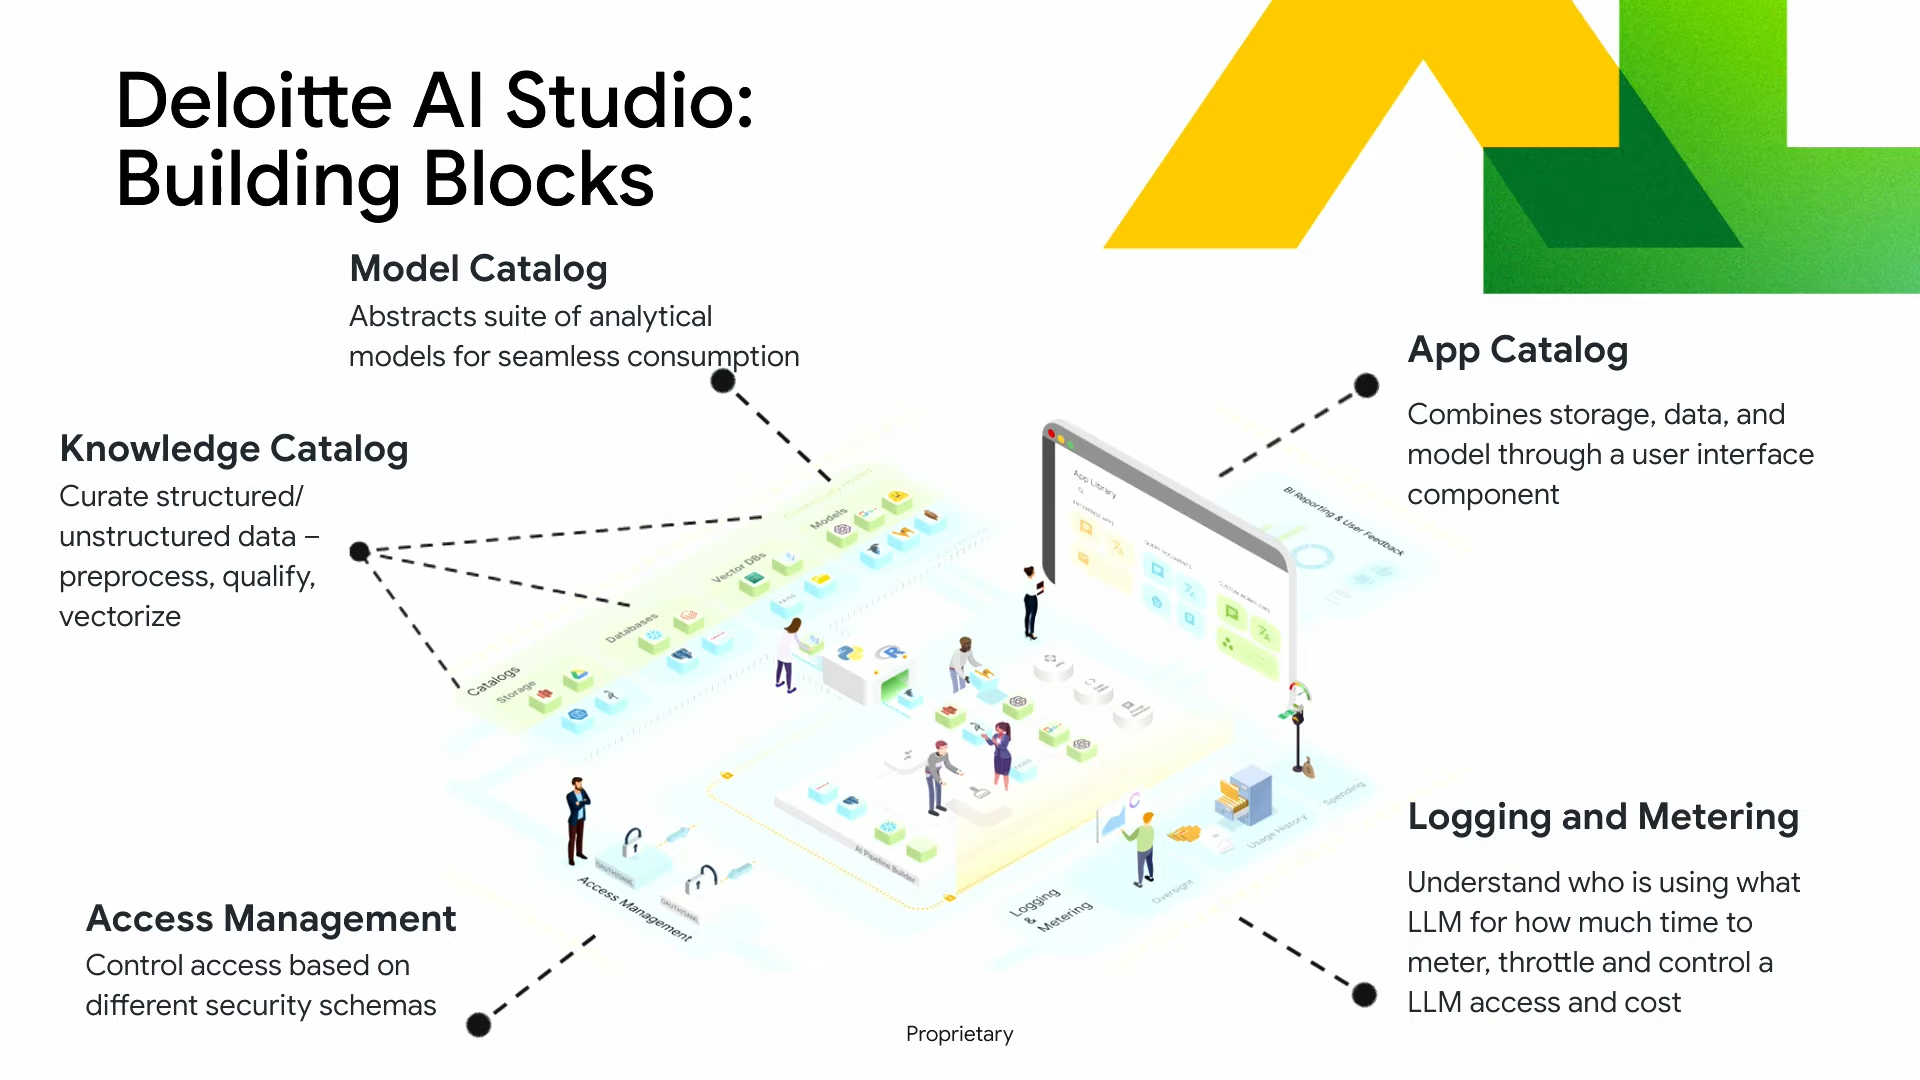 Deloitte AI Studio:
Building Blocks
Model Catalog
Abstracts suite of analytical
models for seamless consumption
Knowledge Catalog
Curate structured/
unstructured data –
preprocess, qualify,
vectorize
App Catalog
Combines storage, data, and
model through a user interface
component
Models
Vector DBs
Databases
Catalogs
Storage
App Library
BI Reporting & User Feedback
AI Pipeline Builder
OAUTH/SAML
OAUTH/SAML
Access Management
Logging
&
Metering
Oversight
Usage History
Spending
Access Management
Control access based on
different security schemas
Logging and Metering
Understand who is using what
LLM for how much time to
meter, throttle and control a
LLM access and cost
Proprietary